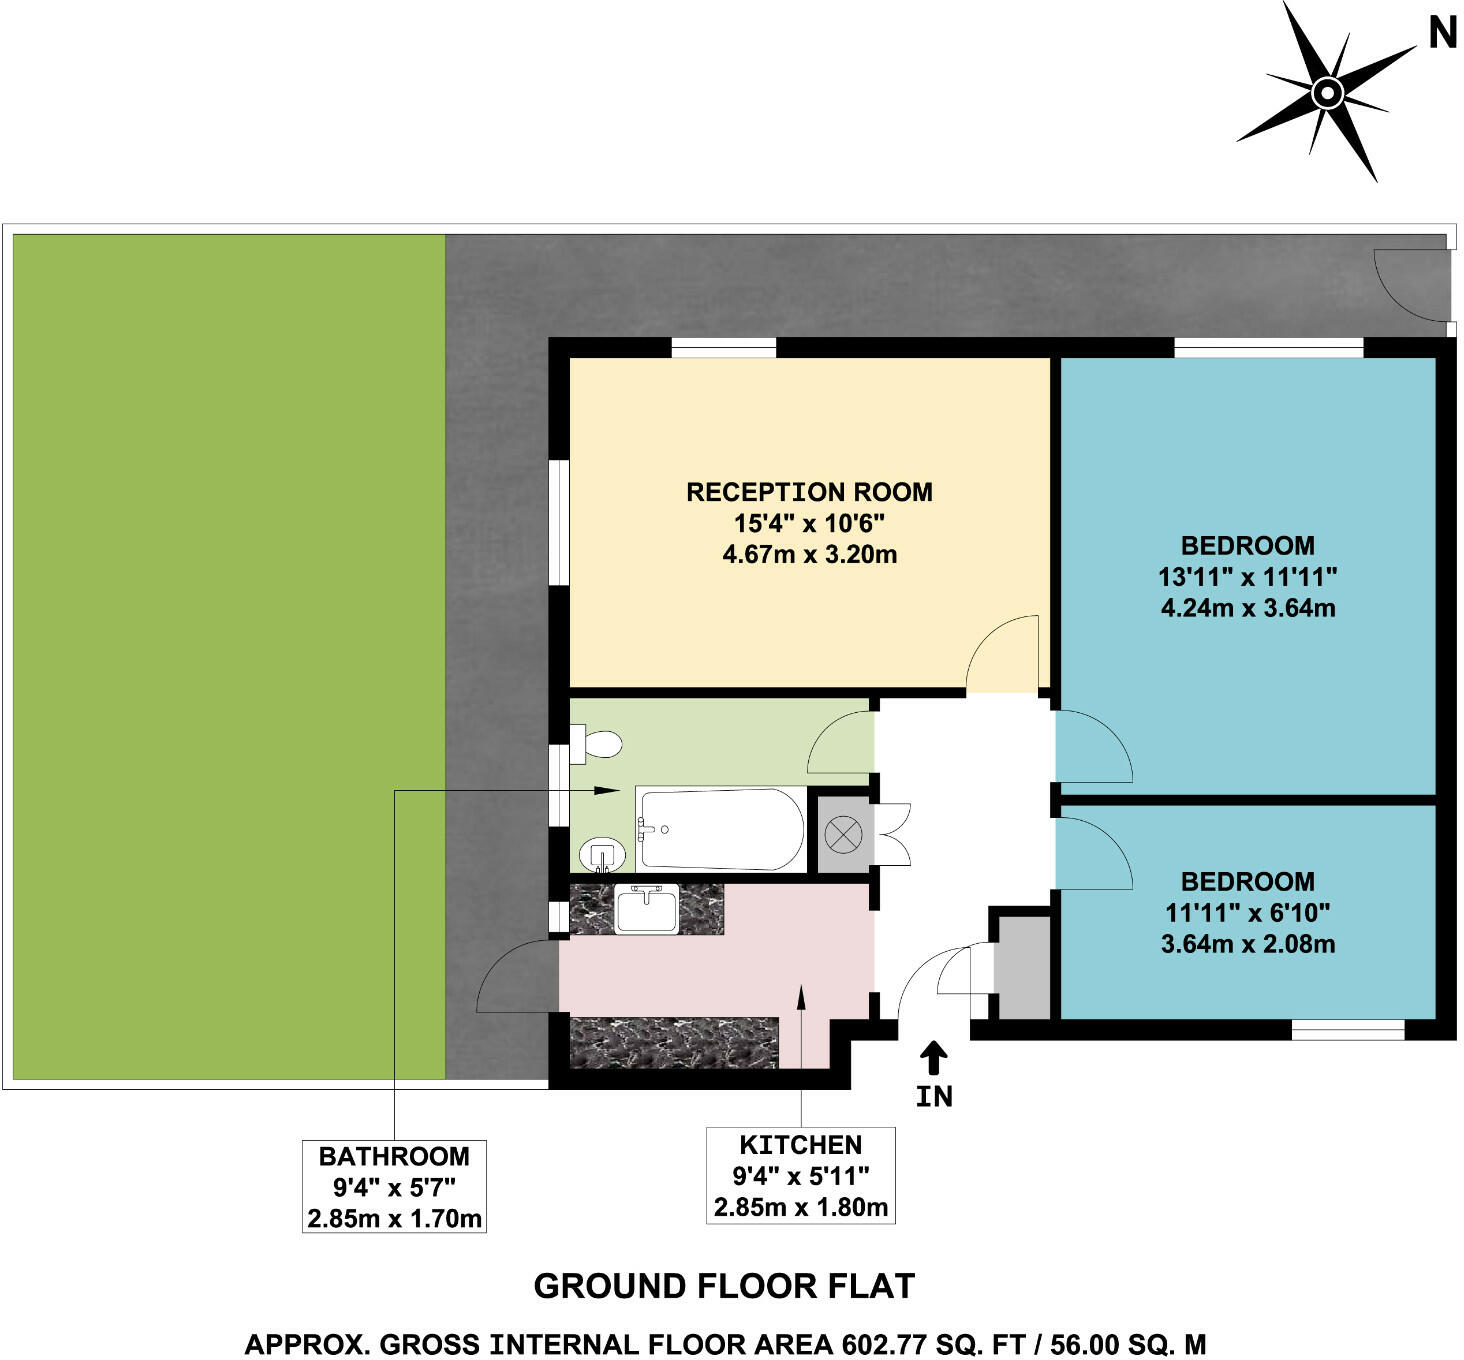 N
RECEPTION ROOM
15'4" x 10'6"
4.67m x 3.20m
BEDROOM
13'11" x 11'11"
4.24m x 3.64m
BEDROOM
11'11" x 6'10"
3.64m x 2.08m
IN
BATHROOM
9'4" x 5'7"
2.85m x 1.70m
KITCHEN
9'4" x 5'11"
2.85m x 1.80m
GROUND FLOOR FLAT
APPROX. GROSS INTERNAL FLOOR AREA 602.77 SQ. FT / 56.00 SQ. M